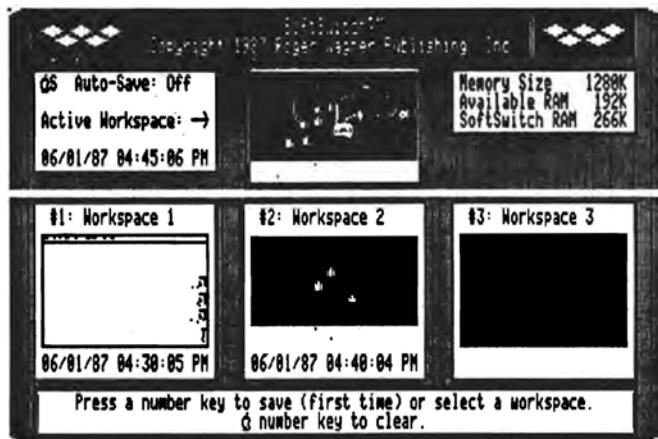 SoftSwitch™
Copyright 1987 Roger Wagner Publishing, Inc
S Auto-Save: Off
Active Workspace: →
06/01/87 04:45:06 PM
Memory Size 1280K
Available RAM 192K
SoftSwitch RAM 266K
#1: Workspace 1
06/01/87 04:30:05 PM
#2: Workspace 2
06/01/87 04:40:04 PM
#3: Workspace 3
Press a number key to save (first time) or select a workspace.
number key to clear.